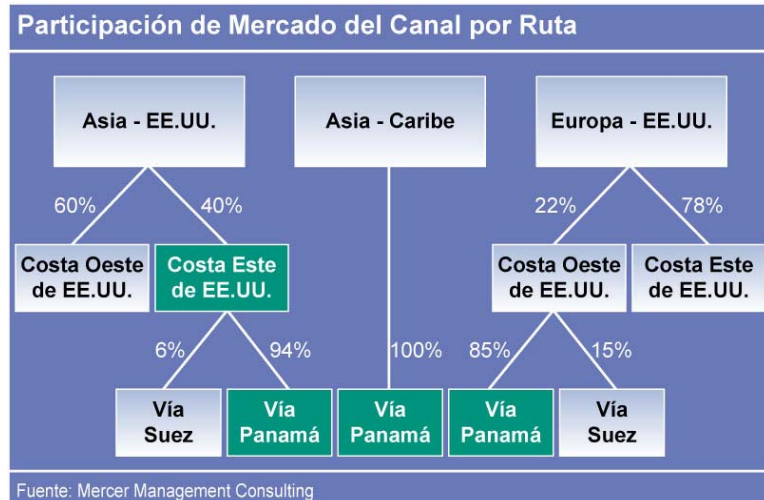 Participación de Mercado del Canal por Ruta
Asia - EE.UU.
Asia - Caribe
Europa - EE.UU.
60%
40%
22%
78%
Costa Oeste
de EE.UU.
Costa Este
de EE.UU.
Costa Oeste
de EE.UU.
Costa Este
de EE.UU.
6%
94%
100%
85%
15%
Vía
Suez
Vía
Panamá
Vía
Panamá
Vía
Panamá
Vía
Suez
Fuente: Mercer Management Consulting